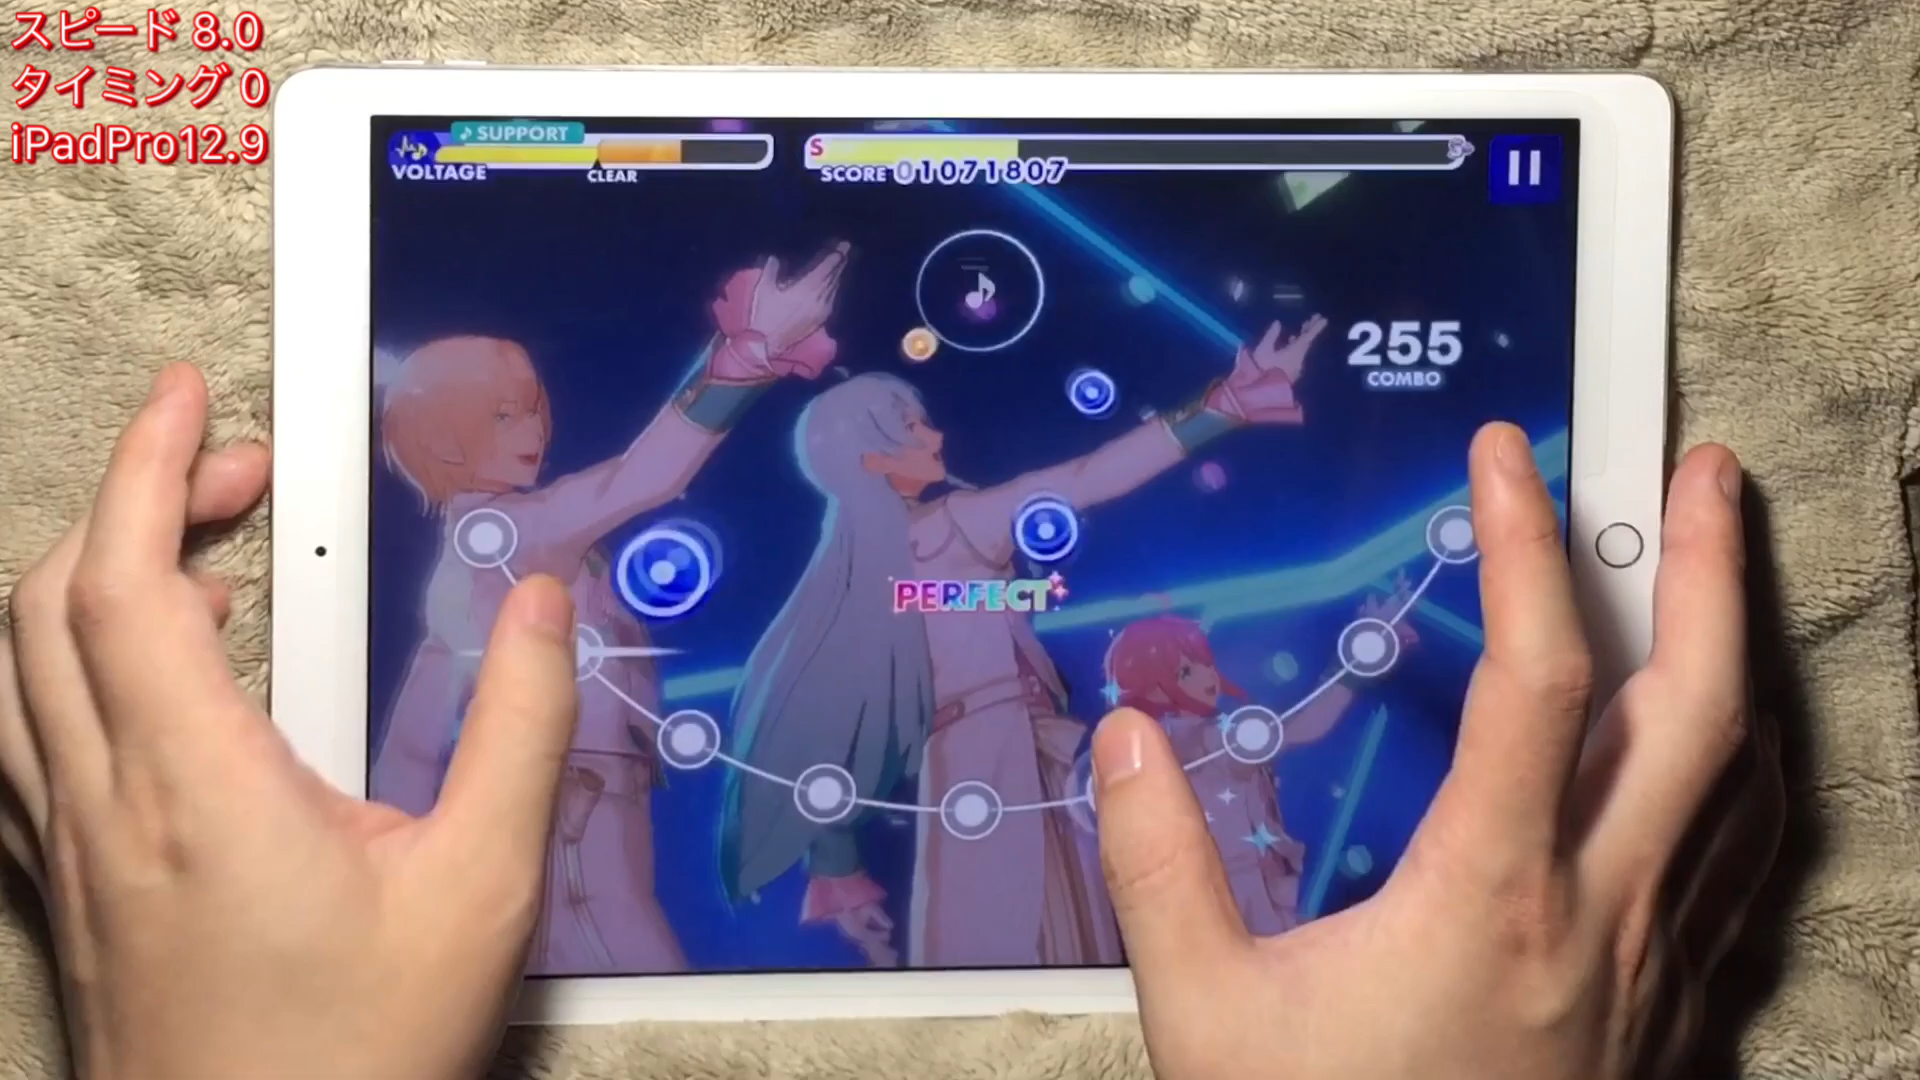 スピード 8.0
タイミング 0
iPadPro12.9
SUPPORT
VOLTAGE
CLEAR
S
SCORE 01071807
255
COMBO
PERFECT